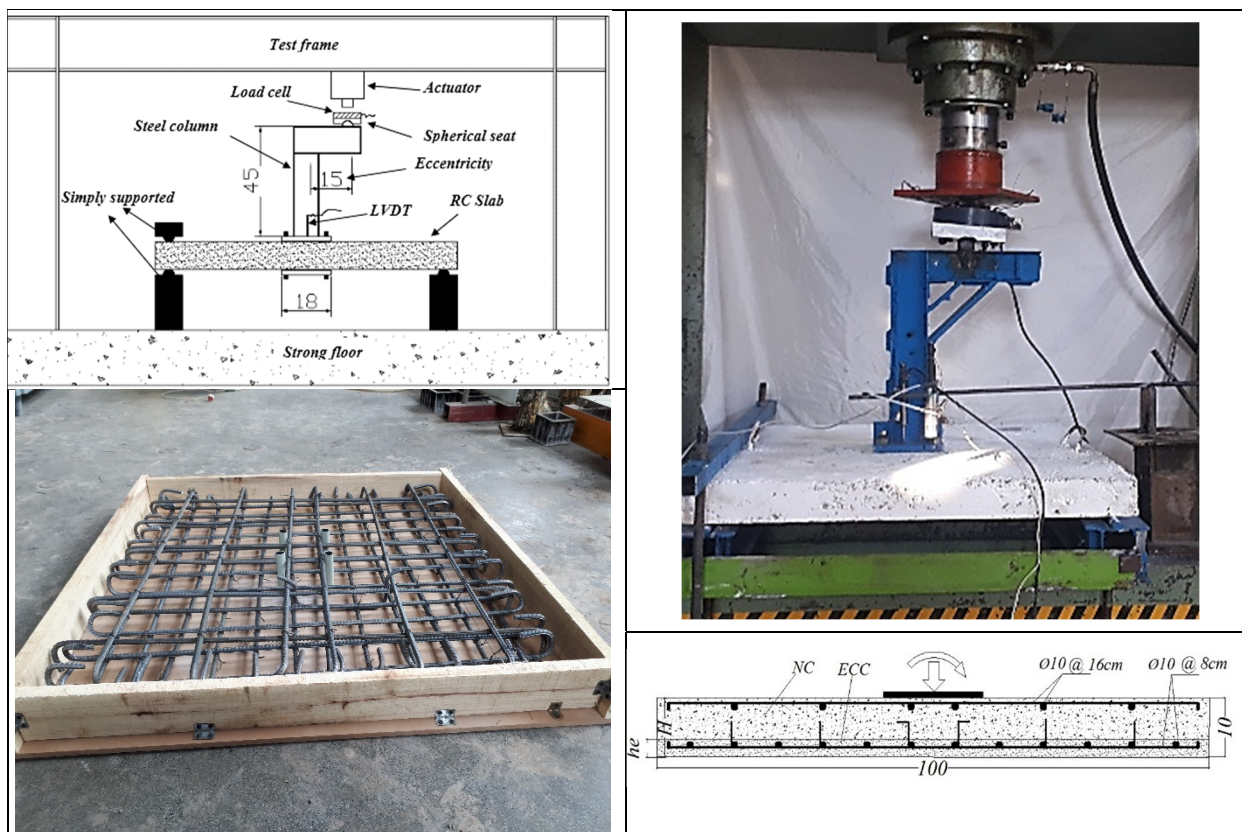 Test frame
Load cell
Actuator
Steel column
Spherical seat
Eccentricity
45
15
Simply supported
LVDT
RC Slab
18
Strong floor
NC
ECC
Ø10 @ 16cm
Ø10 @ 8cm
H
he
10
100